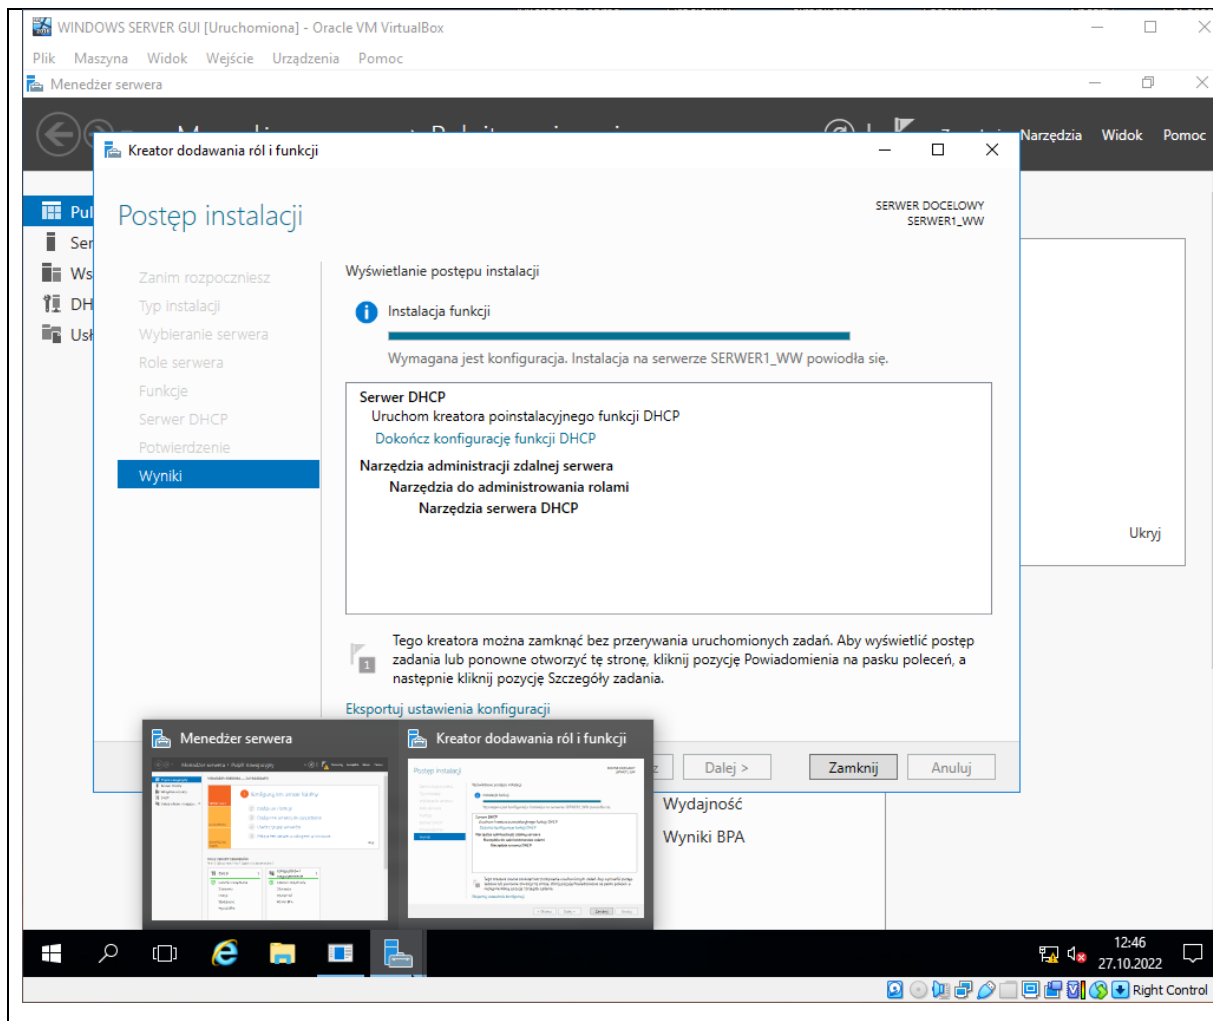 WINDOWS SERVER GUI [Uruchomiona] - Oracle VM VirtualBox
Plik Maszyna Widok Wejście Urządzenia Pomoc
Menedżer serwera
Narzędzia Widok Pomoc
Kreator dodawania ról i funkcji
Postęp instalacji
SERWER DOCELOWY
SERWER1_WW
Pul
Ser
Ws
DH
Usł
Zanim rozpoczniesz
Typ instalacji
Wybieranie serwera
Role serwera
Funkcje
Serwer DHCP
Potwierdzenie
Wyniki
Wyświetlanie postępu instalacji
Instalacja funkcji
Wymagana jest konfiguracja. Instalacja na serwerze SERWER1_WW powiodła się.
Serwer DHCP
Uruchom kreatora poinstalacyjnego funkcji DHCP
Dokończ konfigurację funkcji DHCP
Narzędzia administracji zdalnej serwera
Narzędzia do administrowania rolami
Narzędzia serwera DHCP
Ukryj
1
Tego kreatora można zamknąć bez przerywania uruchomionych zadań. Aby wyświetlić postęp
zadania lub ponowne otworzyć tę stronę, kliknij pozycję Powiadomienia na pasku poleceń, a
następnie kliknij pozycję Szczegóły zadania.
Eksportuj ustawienia konfiguracji
Menedżer serwera
Kreator dodawania ról i funkcji
z
Dalej >
Zamknij
Anuluj
Wydajność
Wyniki BPA
12:46
27.10.2022
Right Control